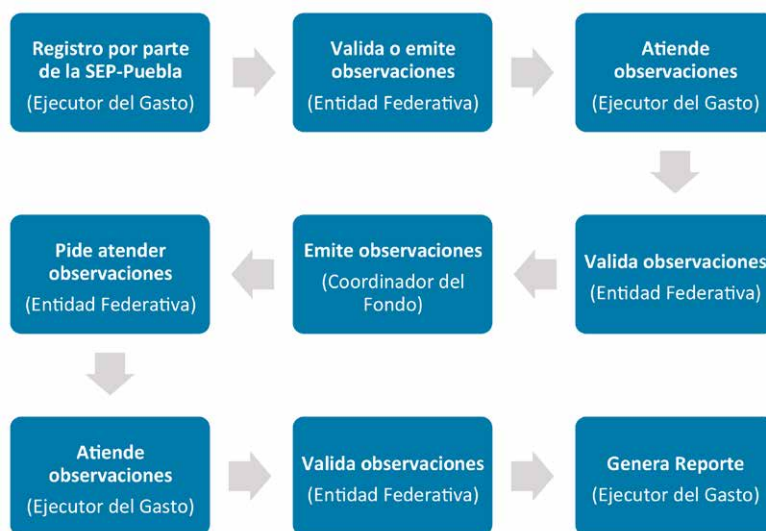 Registro por parte
de la SEP-Puebla
(Ejecutor del Gasto)
Valida o emite
observaciones
(Entidad Federativa)
Atiende
observaciones
(Ejecutor del Gasto)
Valida observaciones
(Entidad Federativa)
Emite observaciones
(Coordinador del
Fondo)
Pide atender
observaciones
(Entidad Federativa)
Atiende
observaciones
(Ejecutor del Gasto)
Valida observaciones
(Entidad Federativa)
Genera Reporte
(Ejecutor del Gasto)